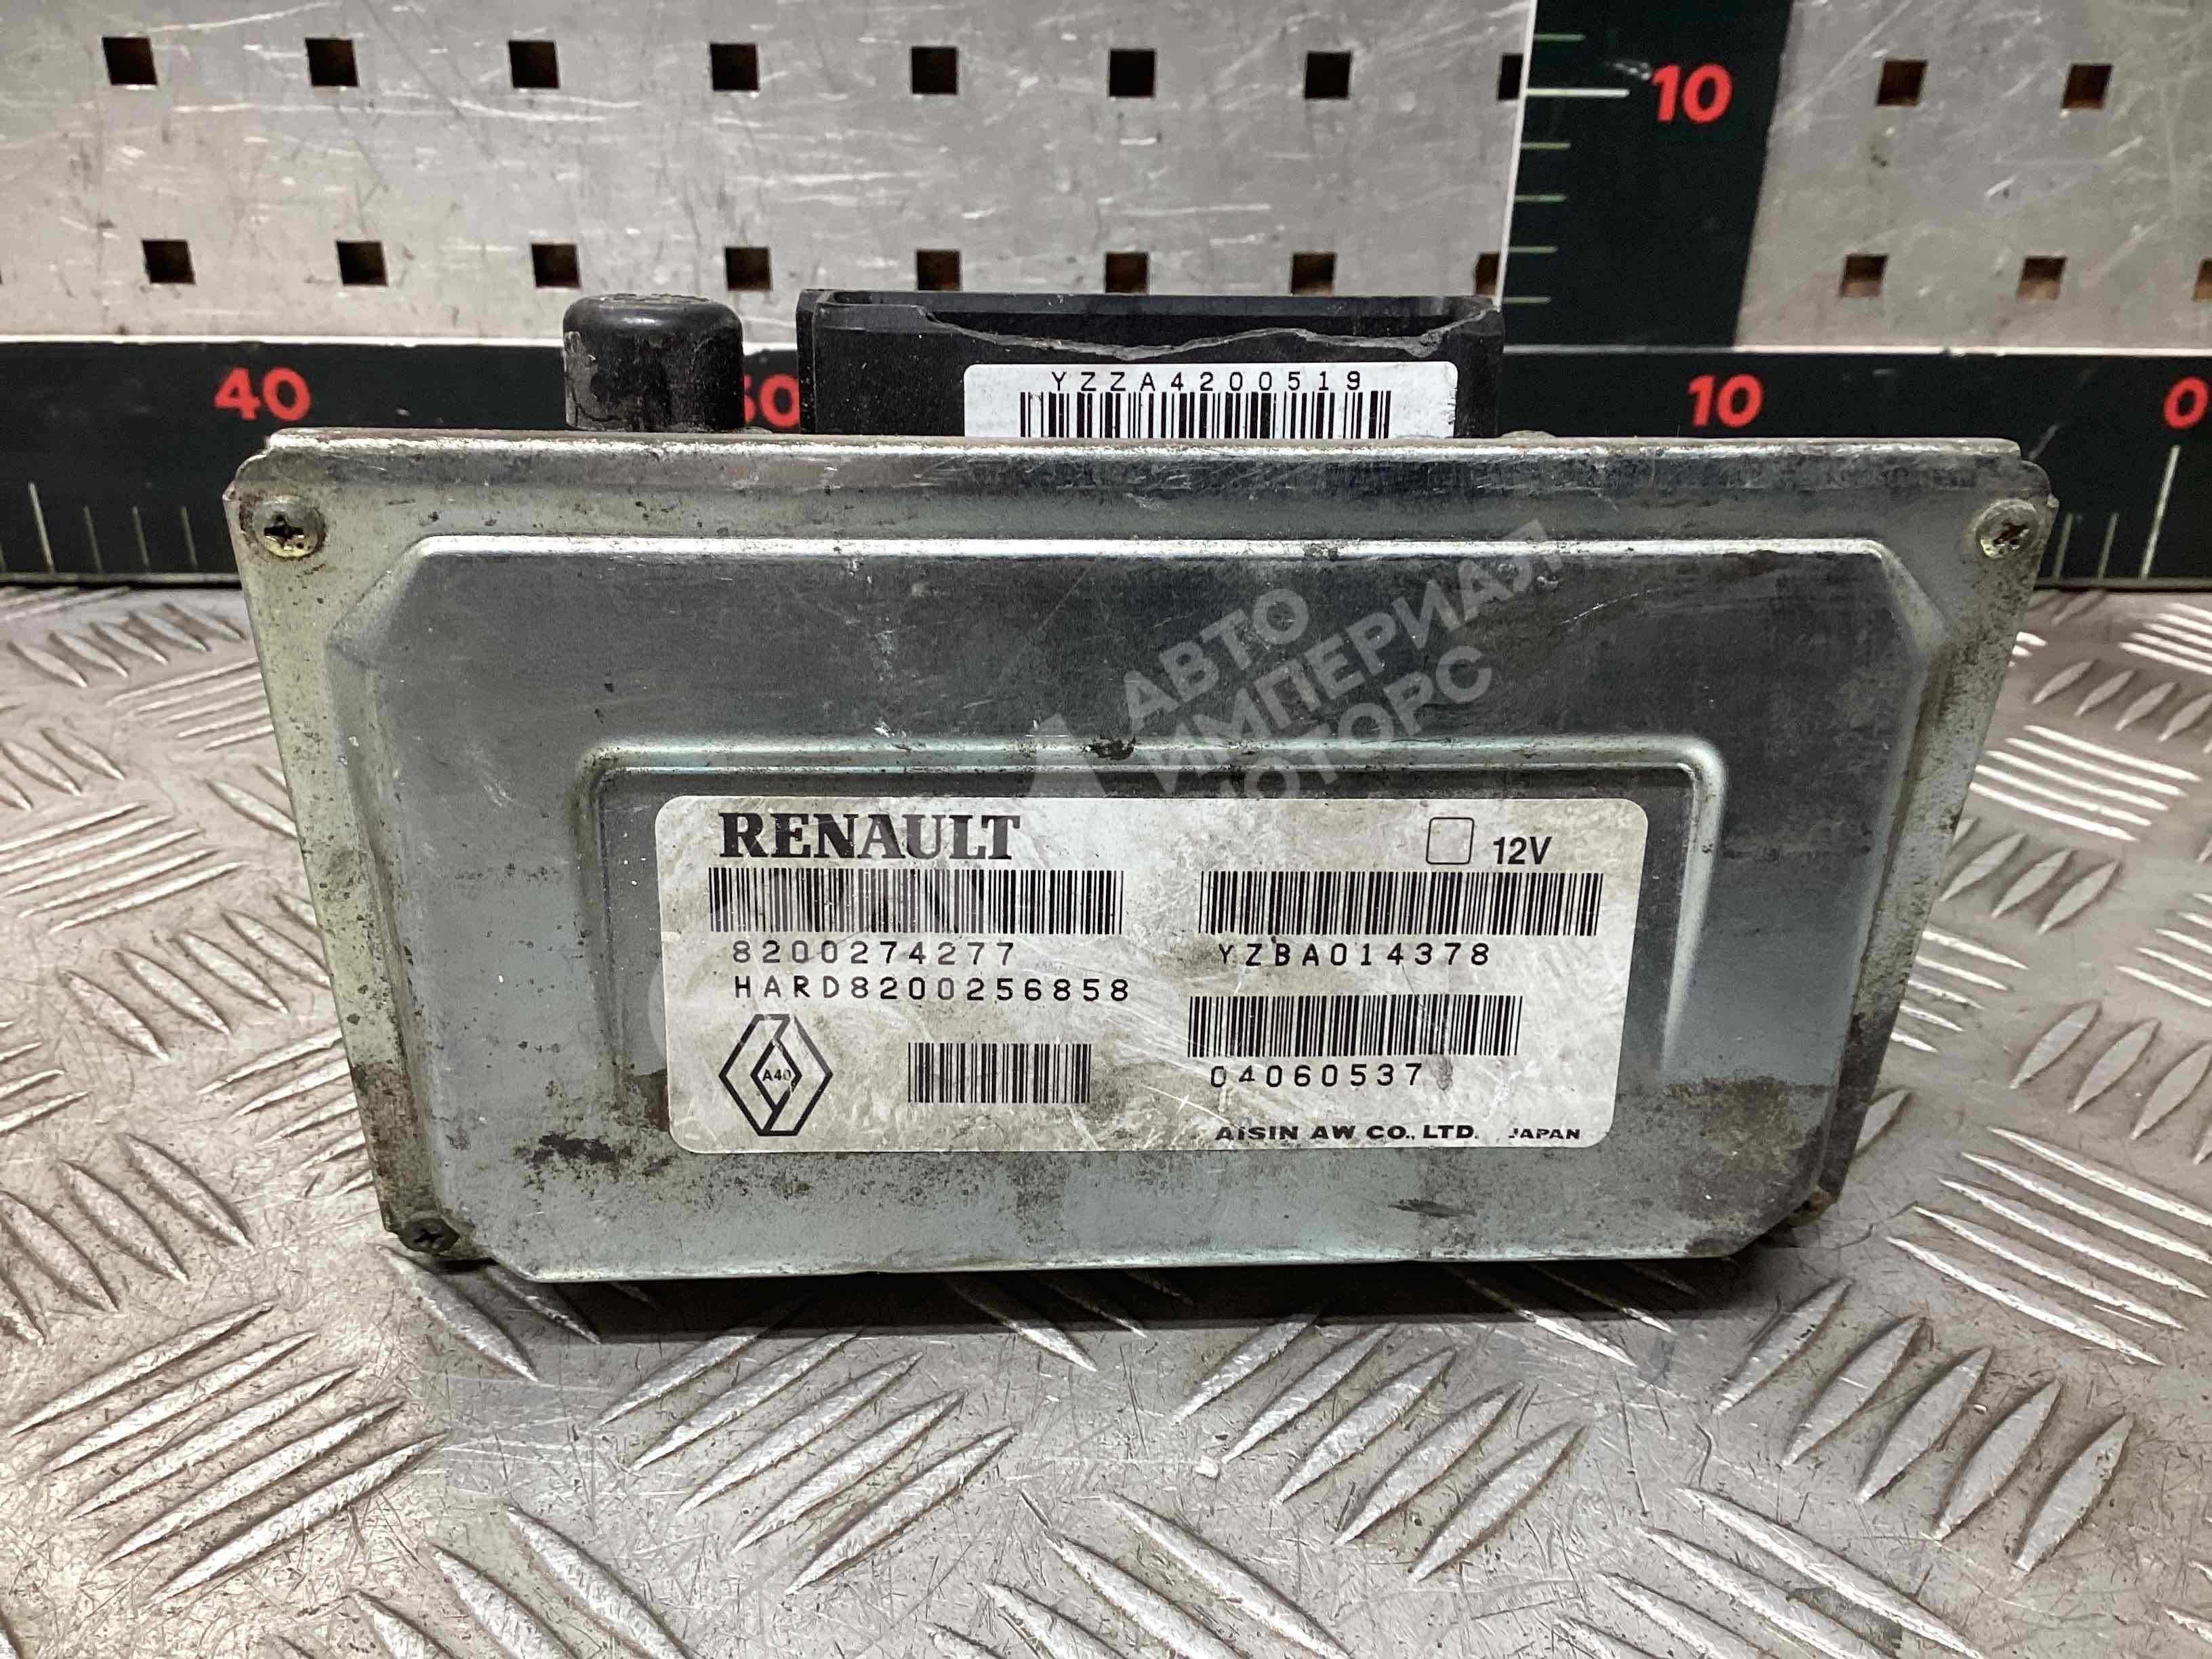 10
40
30
10
0
YZZA4200519
АВТО
ИМПЕРИАЛ
МОТОРС
RENAULT
12V
8200274277
YZBA014378
HARD8200256858
A40
04060537
AISIN AW CO., LTD. JAPAN